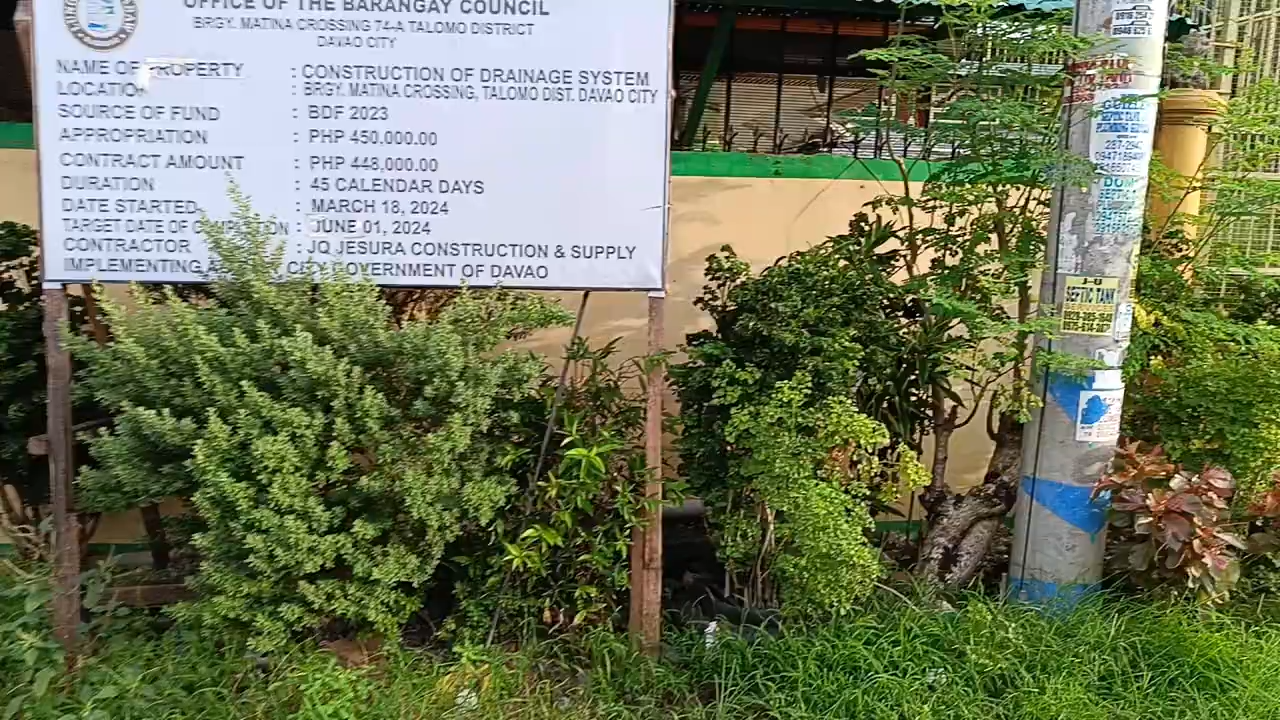 OFFICE OF THE BARANGAY COUNCIL
BRGY. MATINA CROSSING 74-A TALOMO DISTRICT
DAVAO CITY
NAME OF PROPERTY : CONSTRUCTION OF DRAINAGE SYSTEM
LOCATION : BRGY. MATINA CROSSING, TALOMO DIST. DAVAO CITY
SOURCE OF FUND : BDF 2023
APPROPRIATION : PHP 450,000.00
CONTRACT AMOUNT : PHP 448,000.00
DURATION : 45 CALENDAR DAYS
DATE STARTED : MARCH 18, 2024
TARGET DATE OF : JUNE 01, 2024
CONTRACTOR : JQ JESURA CONSTRUCTION & SUPPLY
IMPLEMENTING CITY GOVERNMENT OF DAVAO
287-2947
J-U
SEPTIC TANK